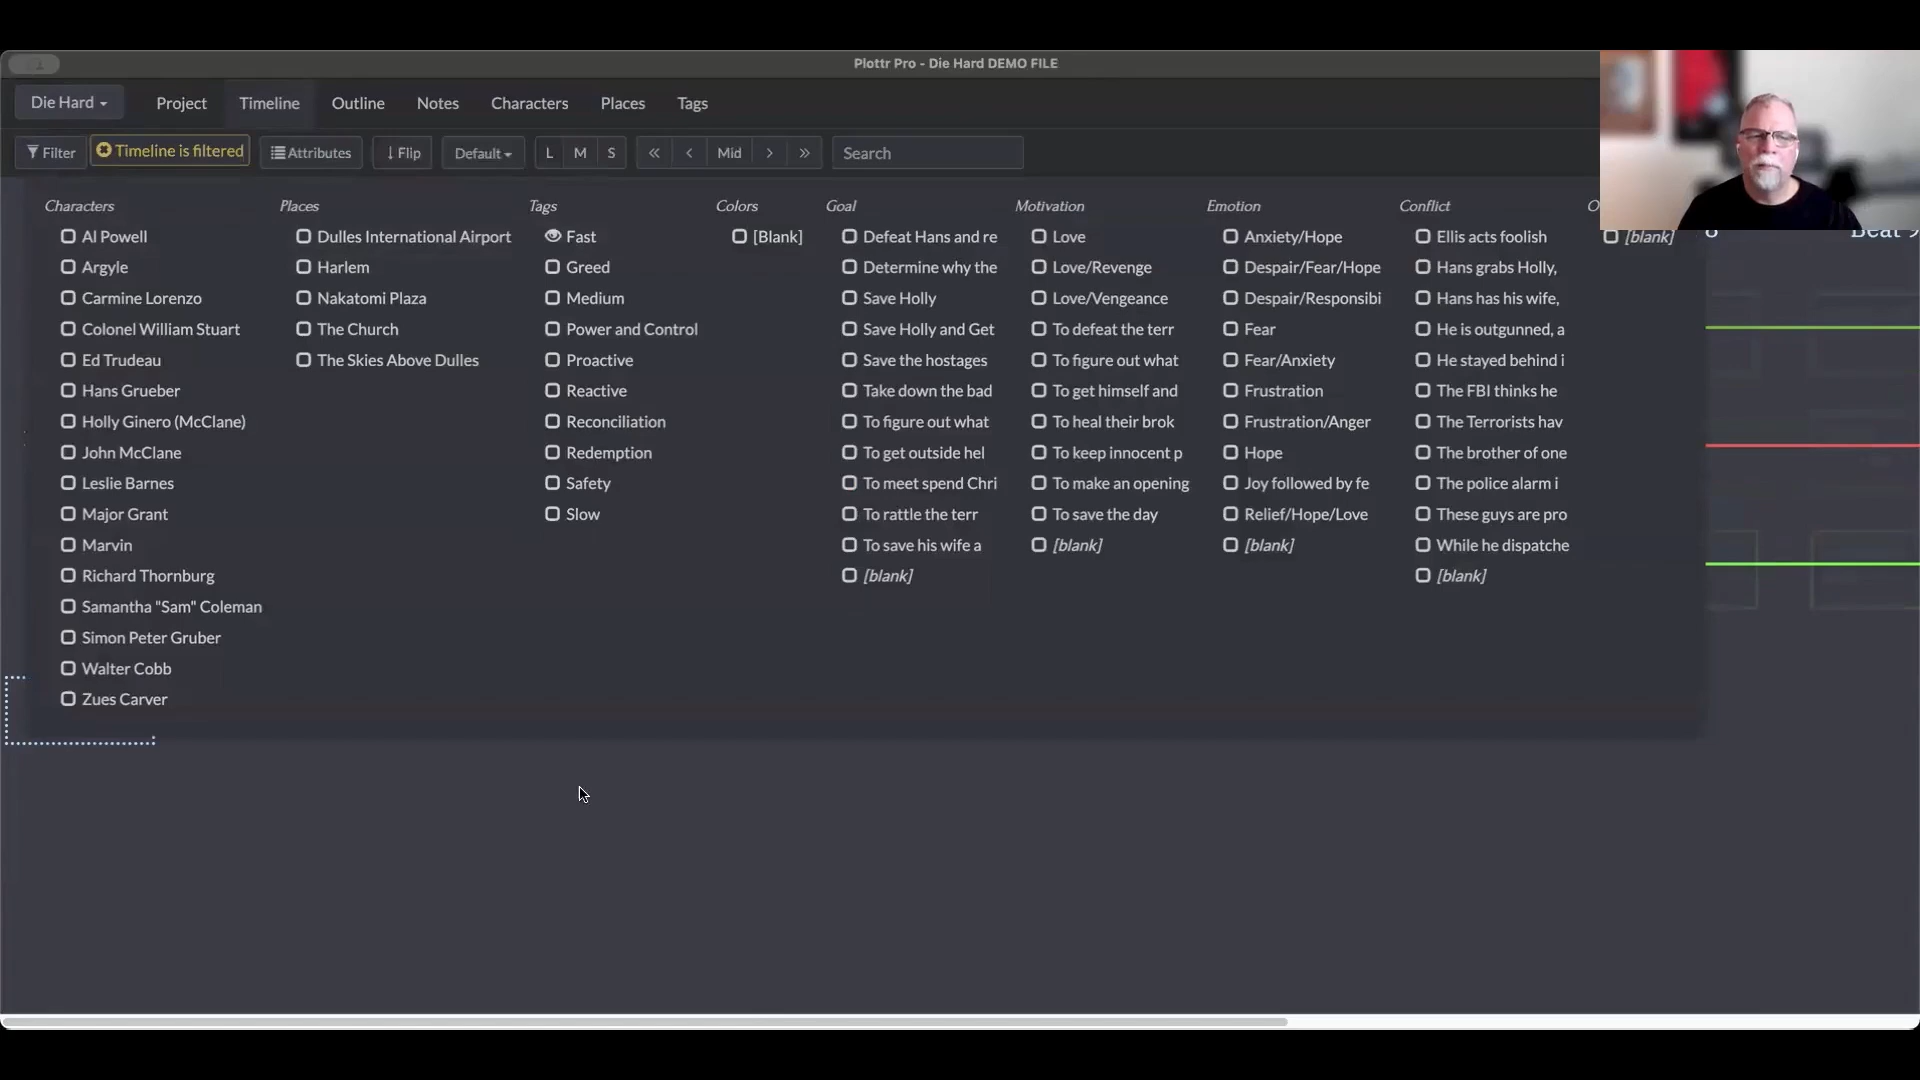 Plottr Pro - Die Hard DEMO FILE
Die Hard
Project
Timeline
Outline
Notes
Characters
Places
Tags
Filter
Timeline is filtered
Attributes
Flip
Default
L
M
S
«
<
Mid
>
»
Search
Characters
Al Powell
Argyle
Carmine Lorenzo
Colonel William Stuart
Ed Trudeau
Hans Grueber
Holly Ginero (McClane)
John McClane
Leslie Barnes
Major Grant
Marvin
Richard Thornburg
Samantha "Sam" Coleman
Simon Peter Gruber
Walter Cobb
Zues Carver
Places
Dulles International Airport
Harlem
Nakatomi Plaza
The Church
The Skies Above Dulles
Tags
Fast
Greed
Medium
Power and Control
Proactive
Reactive
Reconciliation
Redemption
Safety
Slow
Colors
[Blank]
Goal
Defeat Hans and re
Determine why the
Save Holly
Save Holly and Get
Save the hostages
Take down the bad
To figure out what
To get outside hel
To meet spend Chri
To rattle the terr
To save his wife a
[blank]
Motivation
Love
Love/Revenge
Love/Vengeance
To defeat the terr
To figure out what
To get himself and
To heal their brok
To keep innocent p
To make an opening
To save the day
[blank]
Emotion
Anxiety/Hope
Despair/Fear/Hope
Despair/Responsibi
Fear
Fear/Anxiety
Frustration
Frustration/Anger
Hope
Joy followed by fe
Relief/Hope/Love
[blank]
Conflict
Ellis acts foolish
Hans grabs Holly,
Hans has his wife,
He is outgunned, a
He stayed behind i
The FBI thinks he
The Terrorists hav
The brother of one
The police alarm i
These guys are pro
While he dispatche
[blank]
[blank]
Beat 9